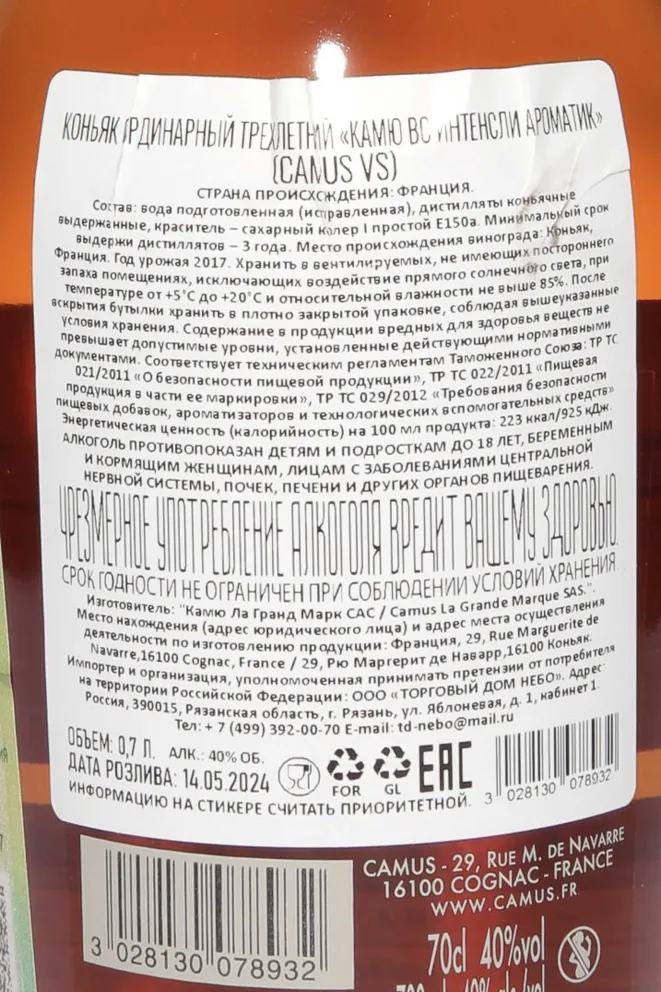 КОНЬЯК ОРДИНАРНЫЙ ТРЕХЛЕТНИЙ «КАМЮ ВС ИНТЕНСЛИ АРОМАТИК»
(CAMUS VS)
СТРАНА ПРОИСХОЖДЕНИЯ: ФРАНЦИЯ.
Состав: вода подготовленная (исправленная), дистилляты коньячные
выдержанные, краситель – сахарный колер I простой Е150а. Минимальный срок
выдержи дистиллятов – 3 года. Место происхождения винограда: Коньяк,
Франция. Год урожая 2017. Хранить в вентилируемых, не имеющих постороннего
запаха помещениях, исключающих воздействие прямого солнечного света, при
температуре от +5°С до +20°С и относительной влажности не выше 85%. После
вскрытия бутылки хранить в плотно закрытой упаковке, соблюдая вышеуказанные
условия хранения. Содержание в продукции вредных для здоровья веществ не
превышает допустимые уровни, установленные действующими нормативными
документами. Соответствует техническим регламентам Таможенного Союза: ТР ТС
021/2011 «О безопасности пищевой продукции», ТР ТС 022/2011 «Пищевая
продукция в части ее маркировки», ТР ТС 029/2012 «Требования безопасности
пищевых добавок, ароматизаторов и технологических вспомогательных средств»
Энергетическая ценность (калорийность) на 100 мл продукта: 223 ккал/925 кДж.
АЛКОГОЛЬ ПРОТИВОПОКАЗАН ДЕТЯМ И ПОДРОСТКАМ ДО 18 ЛЕТ, БЕРЕМЕННЫМ
И КОРМЯЩИМ ЖЕНЩИНАМ, ЛИЦАМ С ЗАБОЛЕВАНИЯМИ ЦЕНТРАЛЬНОЙ
НЕРВНОЙ СИСТЕМЫ, ПОЧЕК, ПЕЧЕНИ И ДРУГИХ ОРГАНОВ ПИЩЕВАРЕНИЯ.
ЧРЕЗМЕРНОЕ УПОТРЕБЛЕНИЕ АЛКОГОЛЯ ВРЕДИТ ВАШЕМУ ЗДОРОВЬЮ.
СРОК ГОДНОСТИ НЕ ОГРАНИЧЕН ПРИ СОБЛЮДЕНИИ УСЛОВИЙ ХРАНЕНИЯ.
Изготовитель: "Камю Ла Гранд Марк САС / Camus La Grande Marque SAS.".
Место нахождения (адрес юридического лица) и адрес места осуществления
деятельности по изготовлению продукции: Франция, 29, Rue Marguerite de
Navarre,16100 Cognac, France / 29, Рю Маргерит де Наварр,16100 Коньяк.
Импортер и организация, уполномоченная принимать претензии от потребителя
на территории Российской Федерации: ООО «ТОРГОВЫЙ ДОМ НЕБО». Адрес:
Россия, 390015, Рязанская область, г. Рязань, ул. Яблоневая, д. 1, кабинет 1.
Тел: + 7 (499) 392-00-70 E-mail: td-nebo@mail.ru
ОБЪЕМ: 0,7 Л. АЛК.: 40% ОБ.
ДАТА РОЗЛИВА: 14.05.2024
FOR GL EAC
3 028130 078932
ИНФОРМАЦИЮ НА СТИКЕРЕ СЧИТАТЬ ПРИОРИТЕТНОЙ.
3 028130 078932
CAMUS - 29, RUE M. DE NAVARRE
16100 COGNAC - FRANCE
WWW.CAMUS.FR
70cl 40%vol